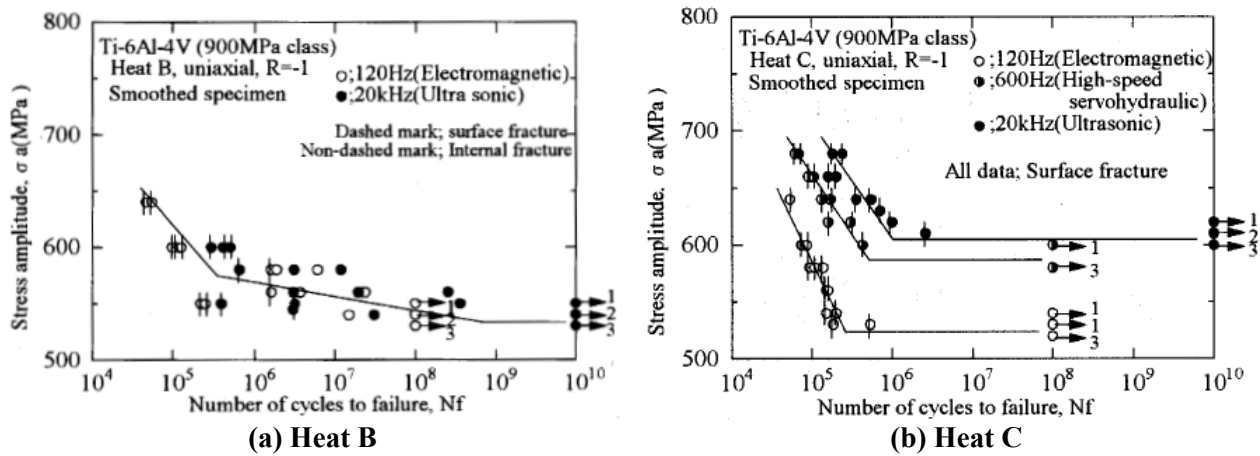 800
Ti-6Al-4V (900MPa class)
Heat B, uniaxial, R=-1
Smoothed specimen
○;120Hz(Electromagnetic)
●;20kHz(Ultra sonic)
Dashed mark; surface fracture
Non-dashed mark; Internal fracture
700
600
500
Stress amplitude, σ a(MPa)
1
2
3
1
2
3
10⁴ 10⁵ 10⁶ 10⁷ 10⁸ 10⁹ 10¹⁰
Number of cycles to failure, Nf
(a) Heat B
800
Ti-6Al-4V (900MPa class)
Heat C, uniaxial, R=-1
Smoothed specimen
○;120Hz(Electromagnetic)
◑;600Hz(High-speed
servohydraulic)
●;20kHz(Ultrasonic)
All data; Surface fracture
700
600
500
Stress amplitude, σ a(MPa)
1
2
3
1
3
1
1
3
10⁴ 10⁵ 10⁶ 10⁷ 10⁸ 10⁹ 10¹⁰
Number of cycles to failure, Nf
(b) Heat C